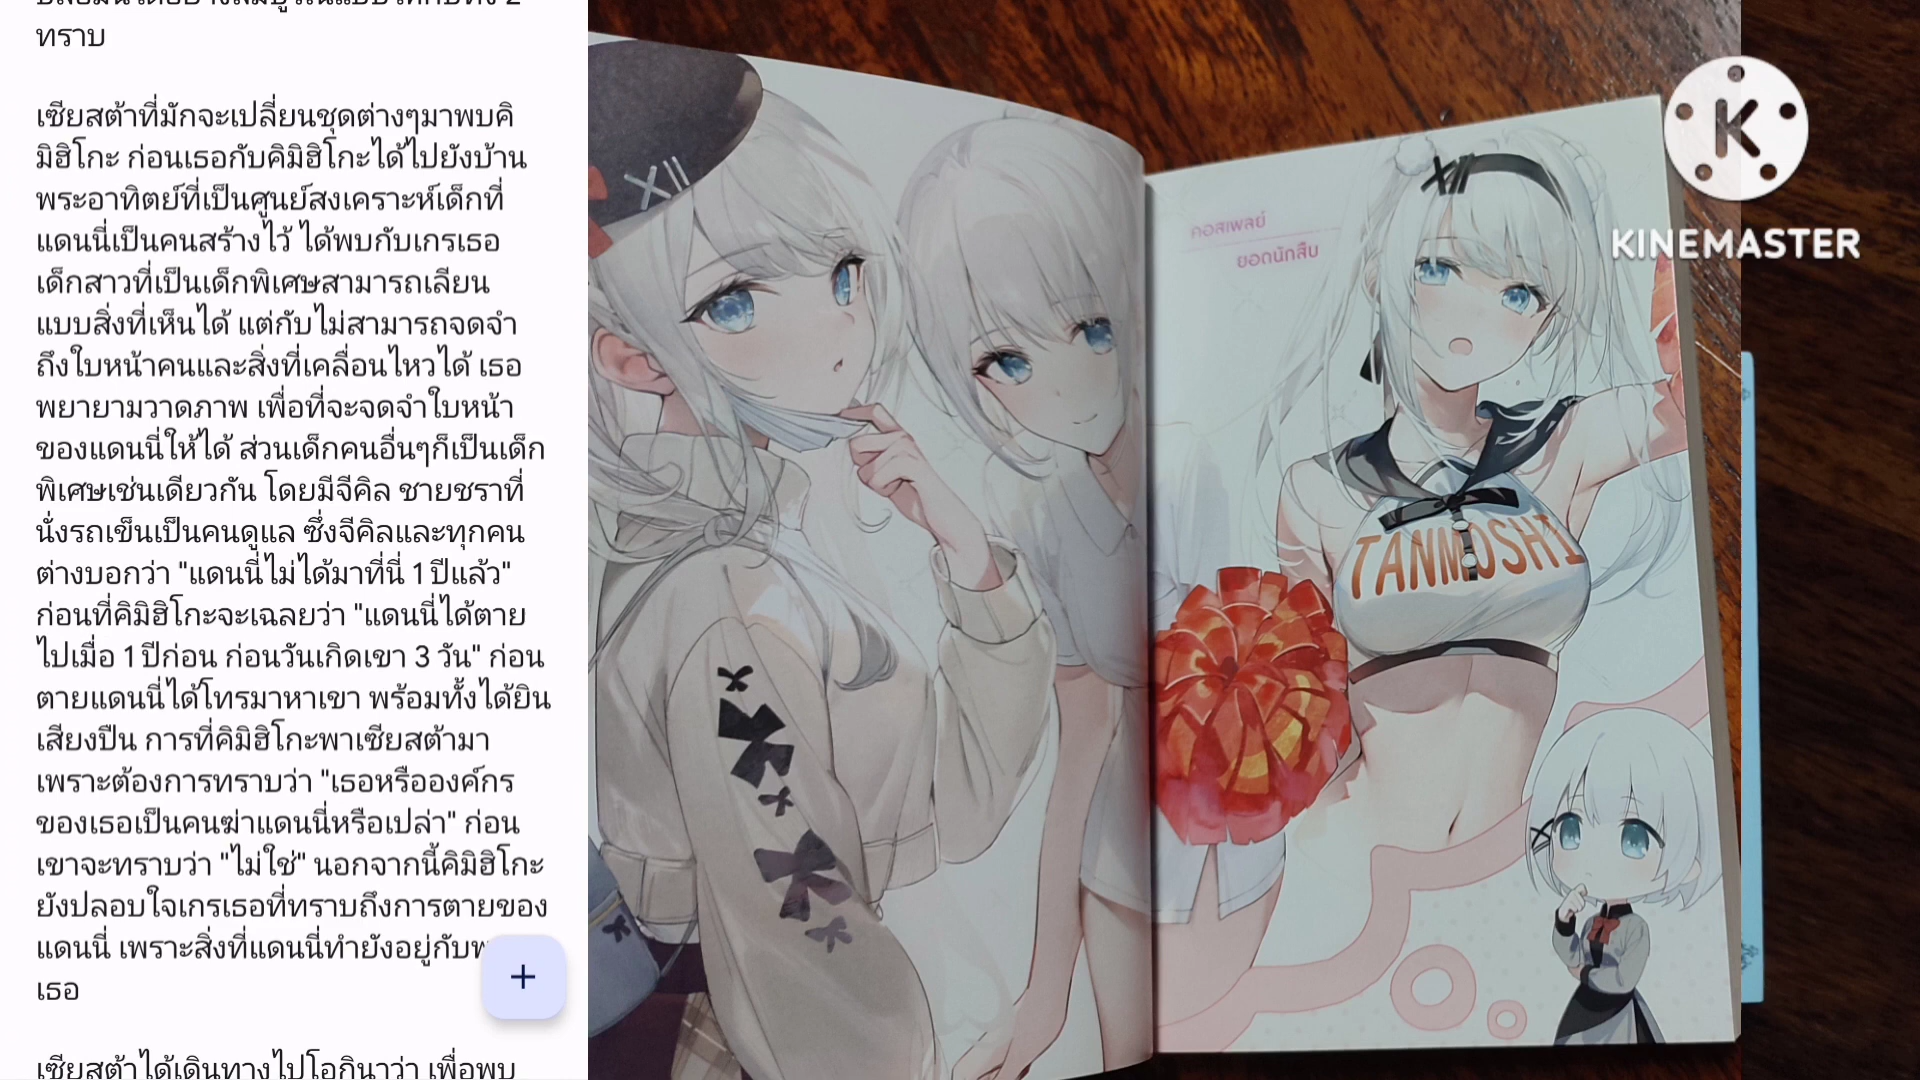 ทราบ
เซียสต้าที่มักจะเปลี่ยนชุดต่างๆมาพบคิ
มิฮิโกะ ก่อนเธอกับคิมิฮิโกะได้ไปยังบ้าน
พระอาทิตย์ที่เป็นศูนย์สงเคราะห์เด็กที่
แดนนี่เป็นคนสร้างไว้ ได้พบกับเกรเธอ
เด็กสาวที่เป็นเด็กพิเศษสามารถเลียน
แบบสิ่งที่เห็นได้ แต่กับไม่สามารถจดจำ
ถึงใบหน้าคนและสิ่งที่เคลื่อนไหวได้ เธอ
พยายามวาดภาพ เพื่อที่จะจดจำใบหน้า
ของแดนนี่ให้ได้ ส่วนเด็กคนอื่นๆก็เป็นเด็ก
พิเศษเช่นเดียวกัน โดยมีจีคิล ชายชราที่
นั่งรถเข็นเป็นคนดูแล ซึ่งจีคิลและทุกคน
ต่างบอกว่า "แดนนี่ไม่ได้มาที่นี่ 1 ปีแล้ว"
ก่อนที่คิมิฮิโกะจะเฉลยว่า "แดนนี่ได้ตาย
ไปเมื่อ 1 ปีก่อน ก่อนวันเกิดเขา 3 วัน" ก่อน
ตายแดนนี่ได้โทรมาหาเขา พร้อมทั้งได้ยิน
เสียงปืน การที่คิมิฮิโกะพาเซียสต้ามา
เพราะต้องการทราบว่า "เธอหรือองค์กร
ของเธอเป็นคนฆ่าแดนนี่หรือเปล่า" ก่อน
เขาจะทราบว่า "ไม่ใช่" นอกจากนี้คิมิฮิโกะ
ยังปลอบใจเกรเธอที่ทราบถึงการตายของ
แดนนี่ เพราะสิ่งที่แดนนี่ทำยังอยู่กับ
เธอ
เซียสต้าได้เดินทางไปโอกินาว่า เพื่อพบ
คอสเพลย์
ยอดนักสืบ
TANMOSHI
KINEMASTER